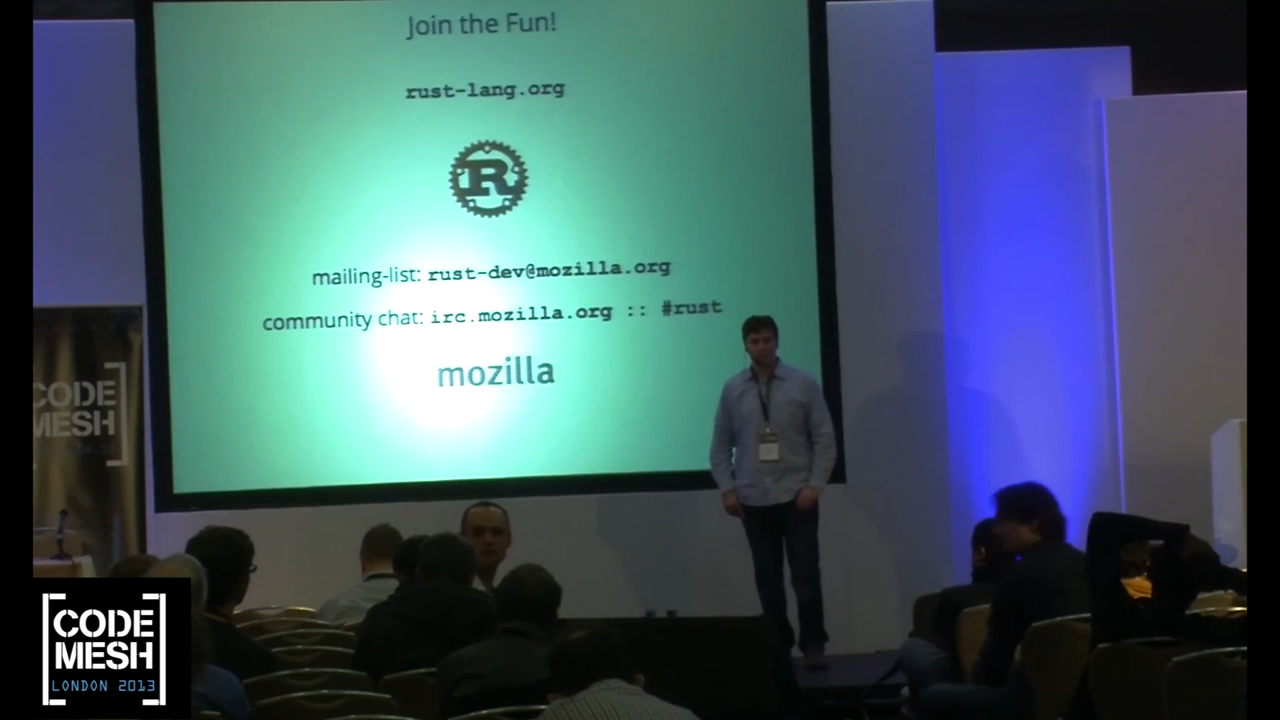 Join the Fun!
rust-lang.org
R
mailing-list: rust-dev@mozilla.org
community chat: irc.mozilla.org :: #rust
mozilla
CODE
MESH
CODE
MESH
LONDON 2013